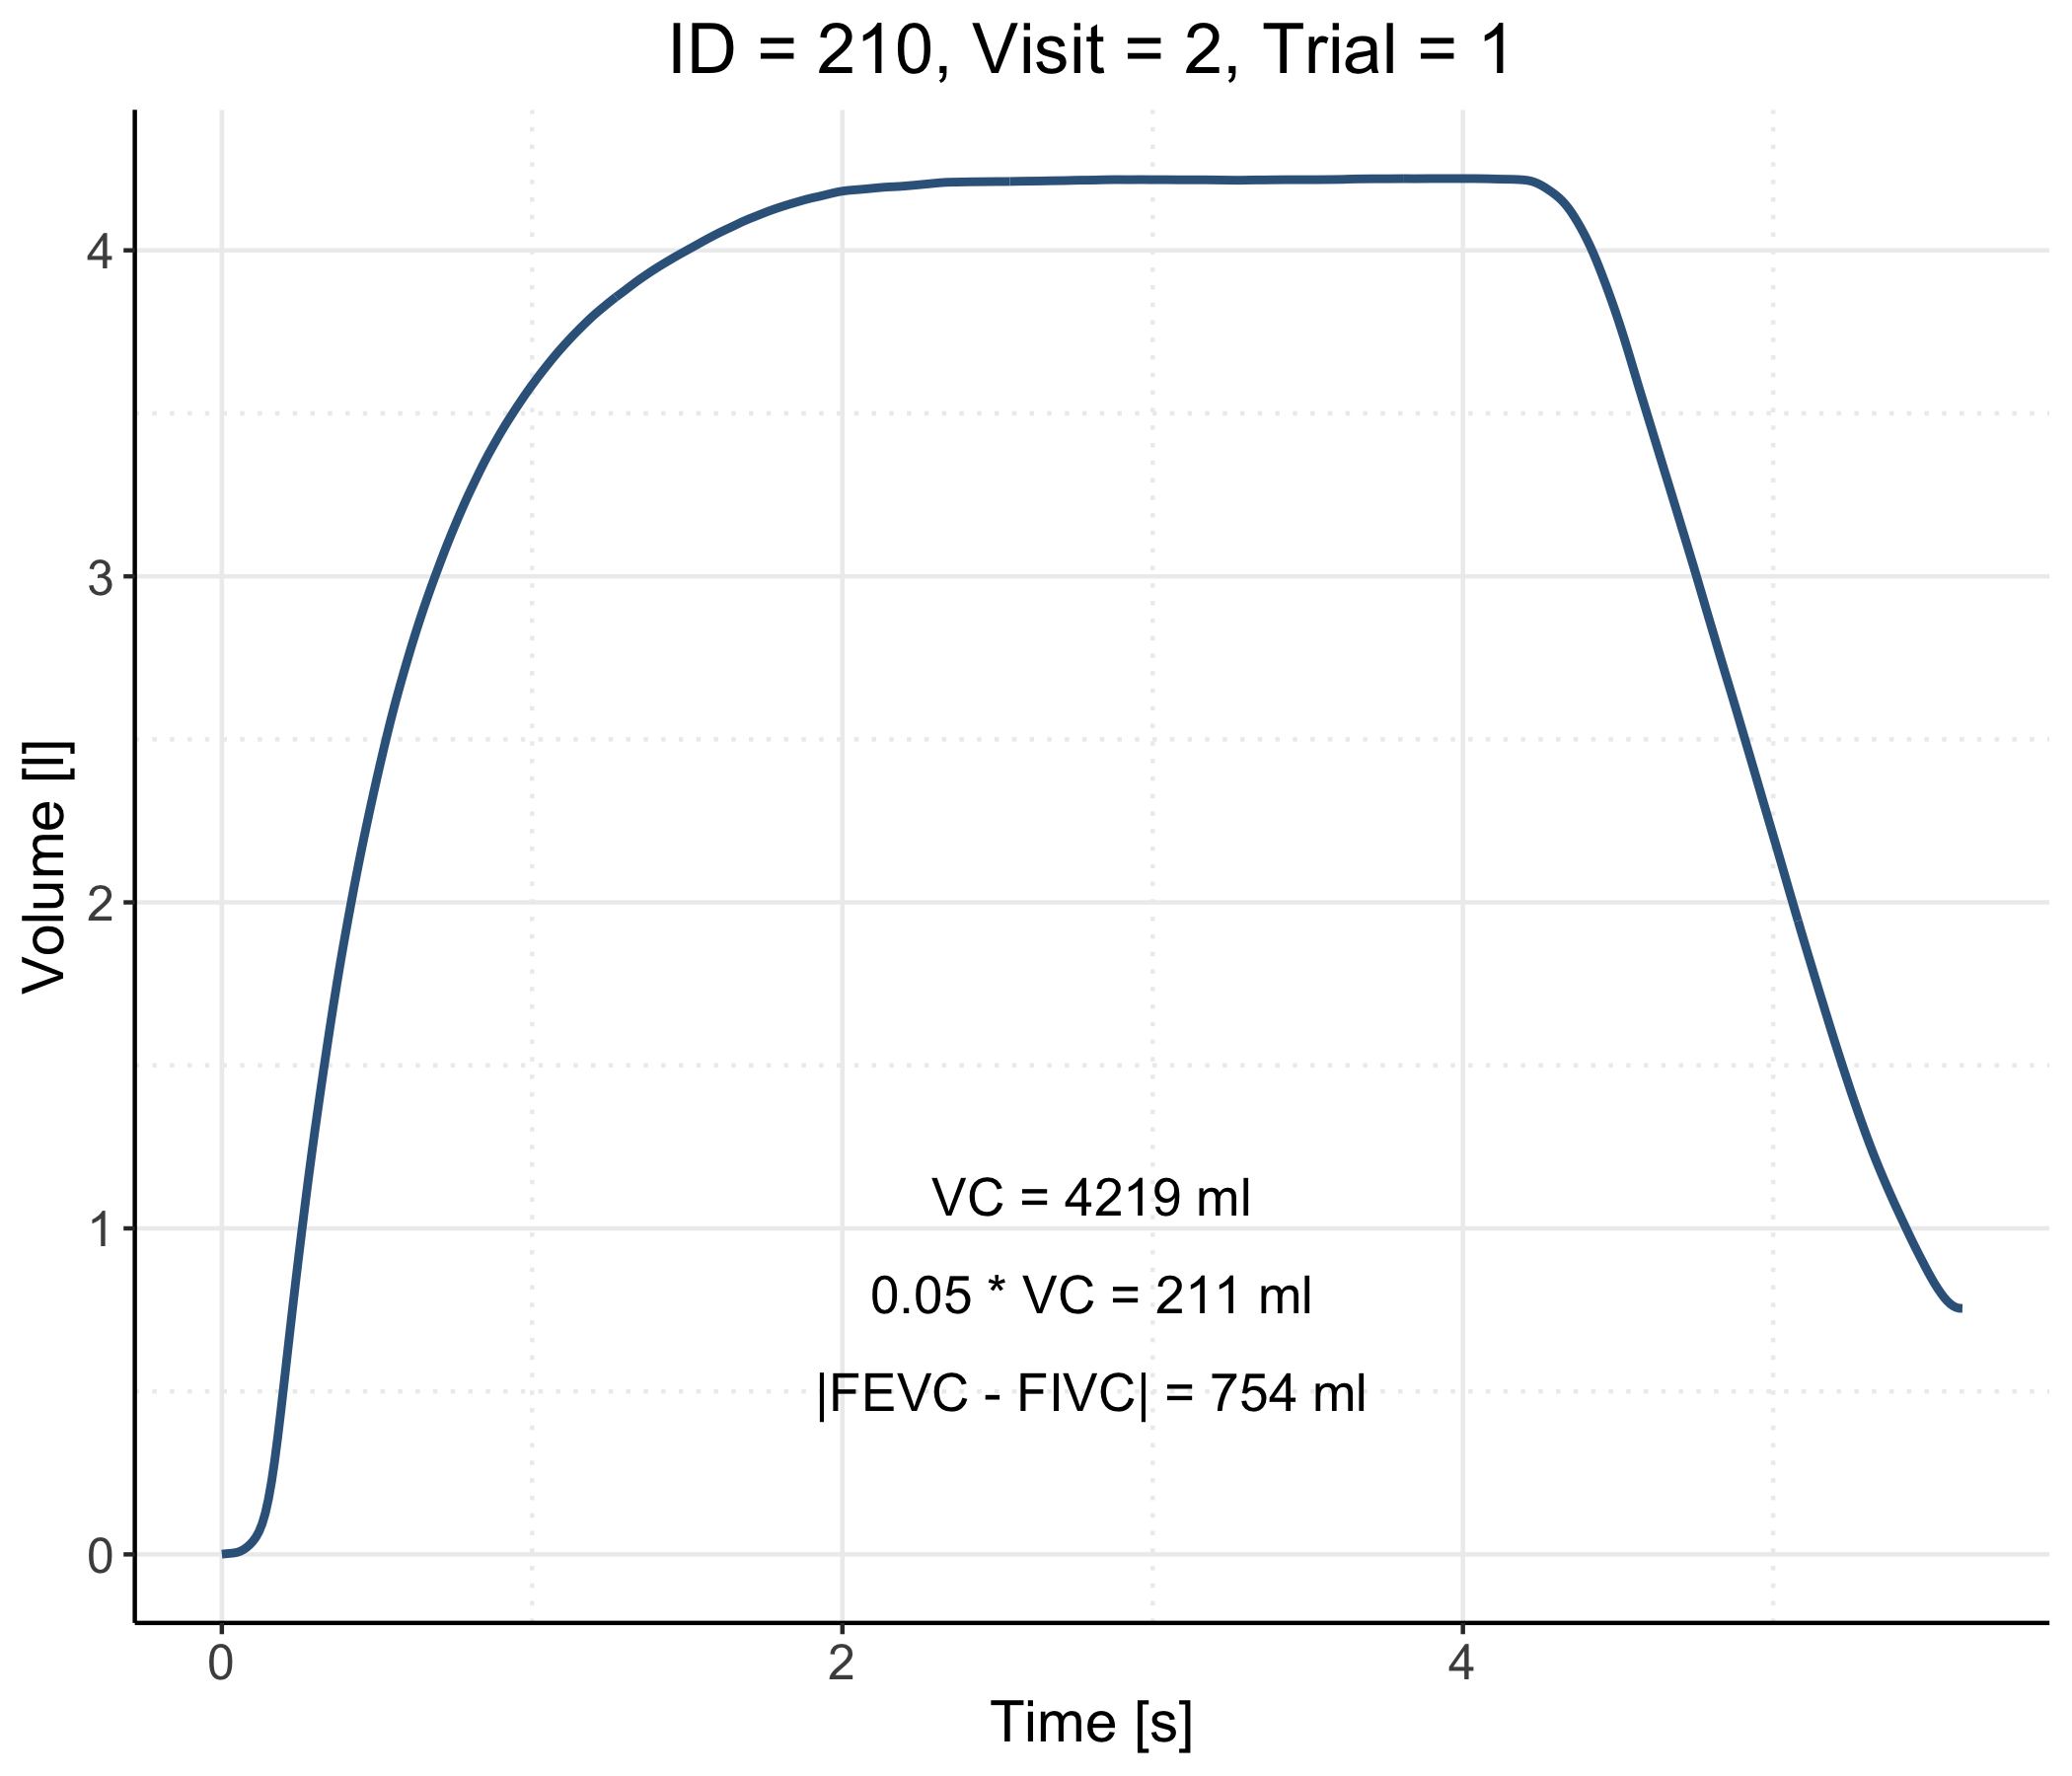 ID = 210, Visit = 2, Trial = 1
4
3
2
1
0
Volume [l]
VC = 4219 ml
0.05 * VC = 211 ml
|FEVC - FIVC| = 754 ml
0 2 4
Time [s]